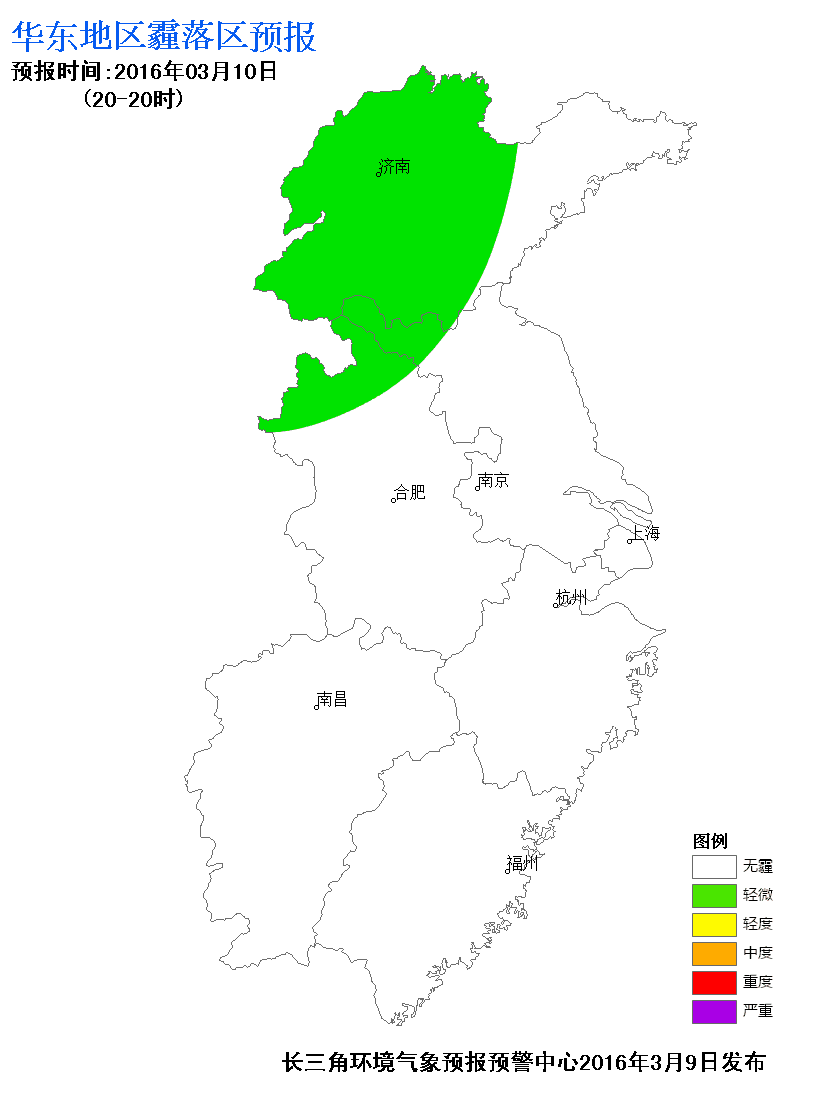 华东地区霾落区预报
预报时间:2016年03月10日
(20-20时)
济南
合肥
南京
上海
杭州
南昌
福州
图例
无霾
轻微
轻度
中度
重度
严重
长三角环境气象预报预警中心2016年3月9日发布